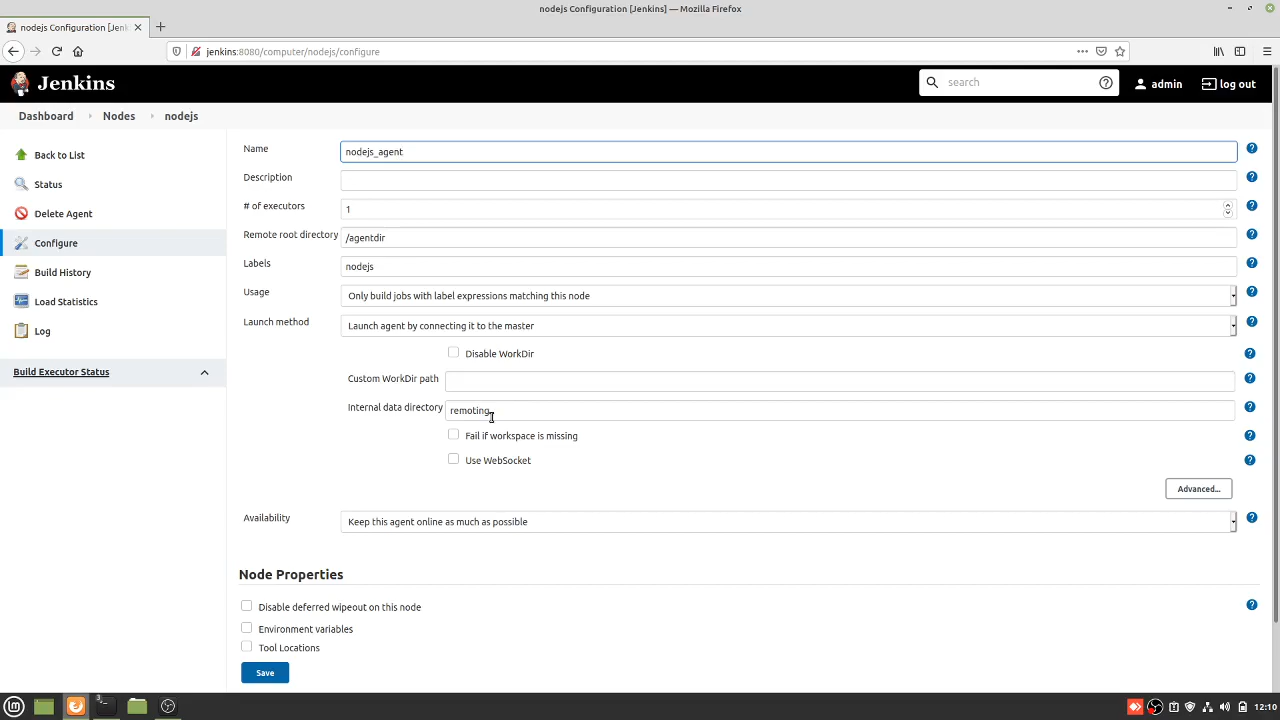 nodejs Configuration [Jenkins] — Mozilla Firefox
nodejs Configuration [Jenk
jenkins:8080/computer/nodejs/configure
Jenkins
search
admin
log out
Dashboard
Nodes
nodejs
Back to List
Status
Delete Agent
Configure
Build History
Load Statistics
Log
Build Executor Status
Name
nodejs_agent
Description
# of executors
1
Remote root directory
/agentdir
Labels
nodejs
Usage
Only build jobs with label expressions matching this node
Launch method
Launch agent by connecting it to the master
Disable WorkDir
Custom WorkDir path
Internal data directory
remoting
Fail if workspace is missing
Use WebSocket
Advanced...
Availability
Keep this agent online as much as possible
Node Properties
Disable deferred wipeout on this node
Environment variables
Tool Locations
Save
3
12:10